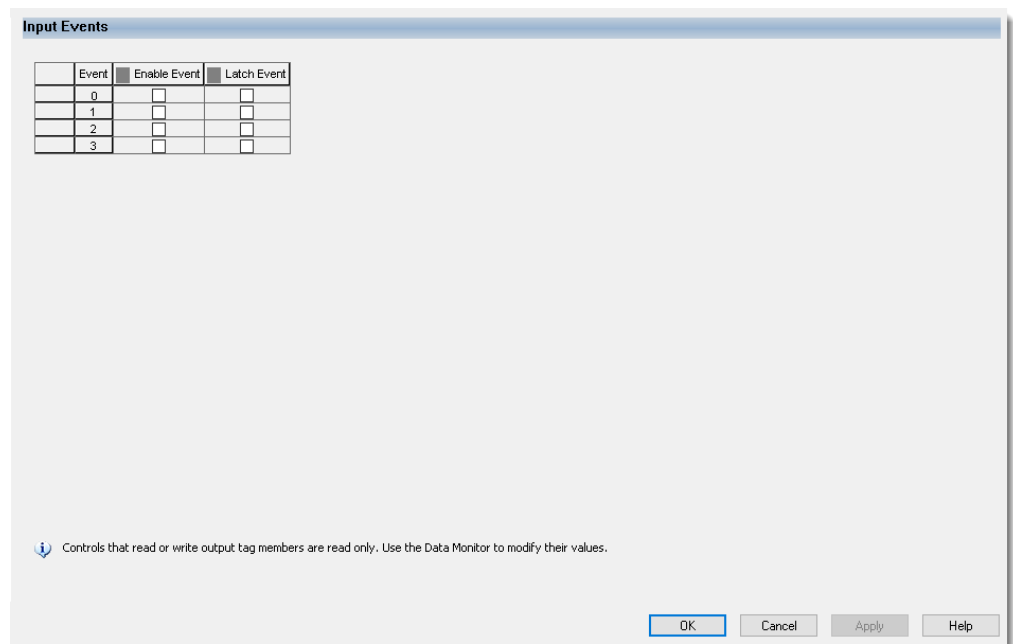 Input Events
Event Enable Event Latch Event
0
1
2
3
Controls that read or write output tag members are read only. Use the Data Monitor to modify their values.
OK Cancel Apply Help